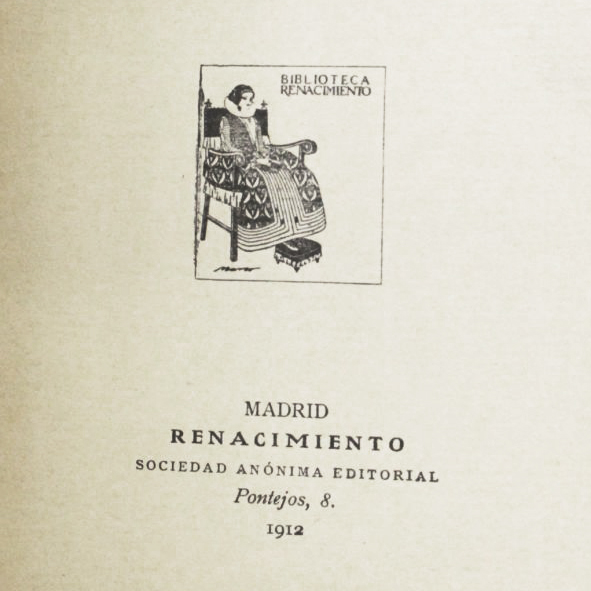 BIBLIOTECA
RENACIMIENTO
MADRID
RENACIMIENTO
SOCIEDAD ANÓNIMA EDITORIAL
Pontejos, 8.
1912